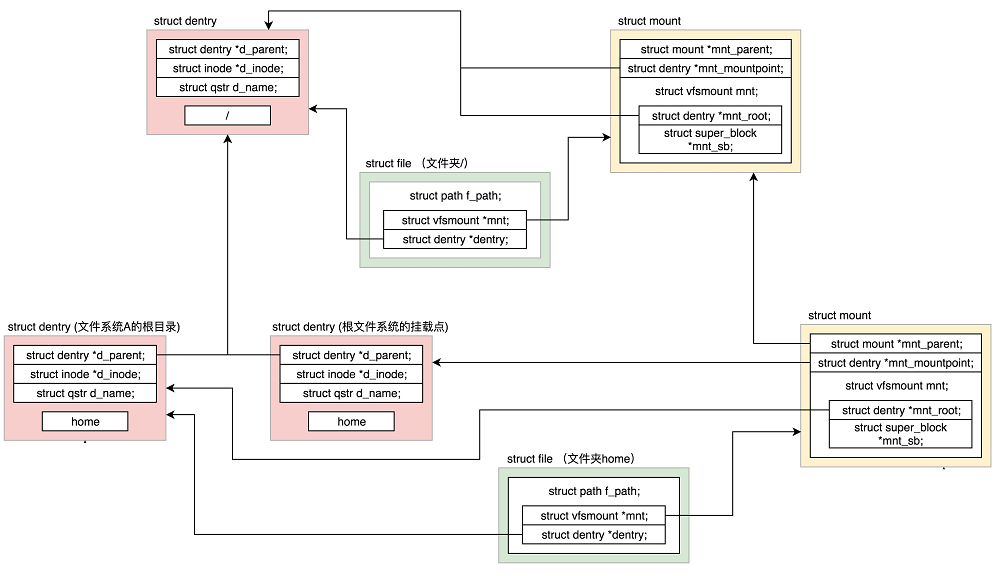 struct dentry
struct dentry *d_parent;
struct inode *d_inode;
struct qstr d_name;
/
struct mount
struct mount *mnt_parent;
struct dentry *mnt_mountpoint;
struct vfsmount mnt;
struct dentry *mnt_root;
struct super_block
*mnt_sb;
struct file （文件夹/）
struct path f_path;
struct vfsmount *mnt;
struct dentry *dentry;
struct dentry (文件系统A的根目录)
struct dentry *d_parent;
struct inode *d_inode;
struct qstr d_name;
home
struct dentry (根文件系统的挂载点)
struct dentry *d_parent;
struct inode *d_inode;
struct qstr d_name;
home
struct mount
struct mount *mnt_parent;
struct dentry *mnt_mountpoint;
struct vfsmount mnt;
struct dentry *mnt_root;
struct super_block
*mnt_sb;
struct file （文件夹home）
struct path f_path;
struct vfsmount *mnt;
struct dentry *dentry;